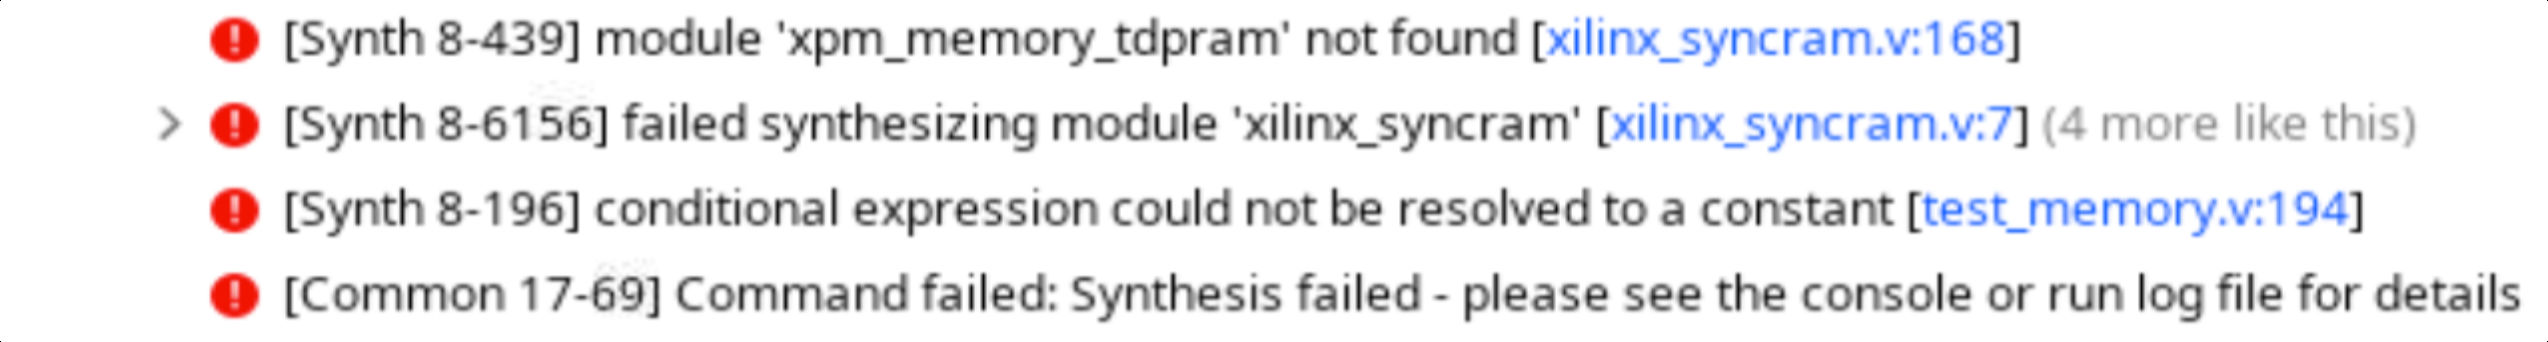 [Synth 8-439] module 'xpm_memory_tdpram' not found [xilinx_syncram.v:168]
[Synth 8-6156] failed synthesizing module 'xilinx_syncram' [xilinx_syncram.v:7] (4 more like this)
[Synth 8-196] conditional expression could not be resolved to a constant [test_memory.v:194]
[Common 17-69] Command failed: Synthesis failed - please see the console or run log file for details